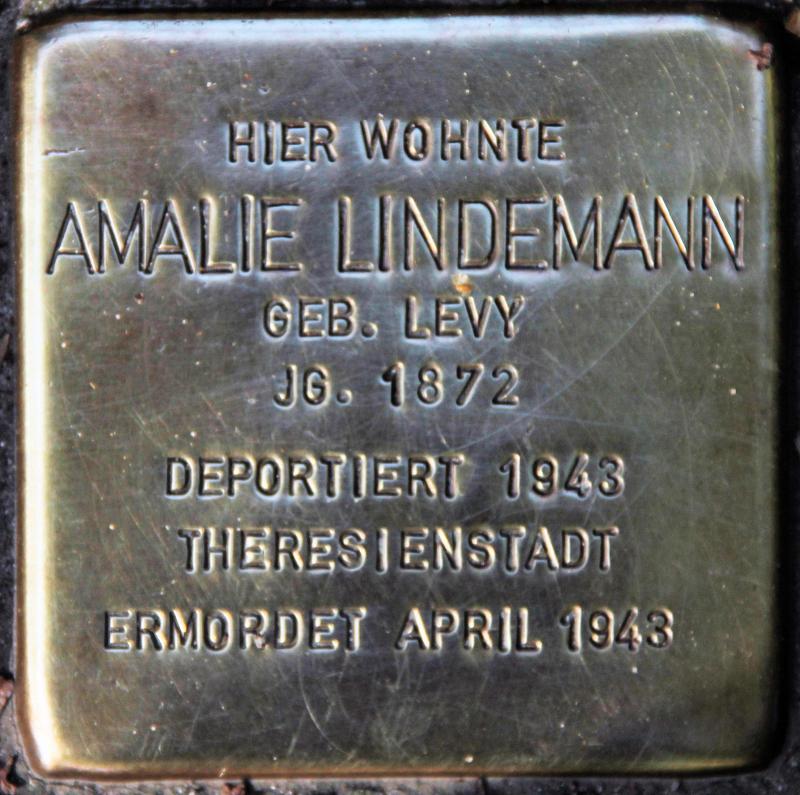 HIER WOHNTE
AMALIE LINDEMANN
GEB. LEVY
JG. 1872
DEPORTIERT 1943
THERESIENSTADT
ERMORDET APRIL 1943